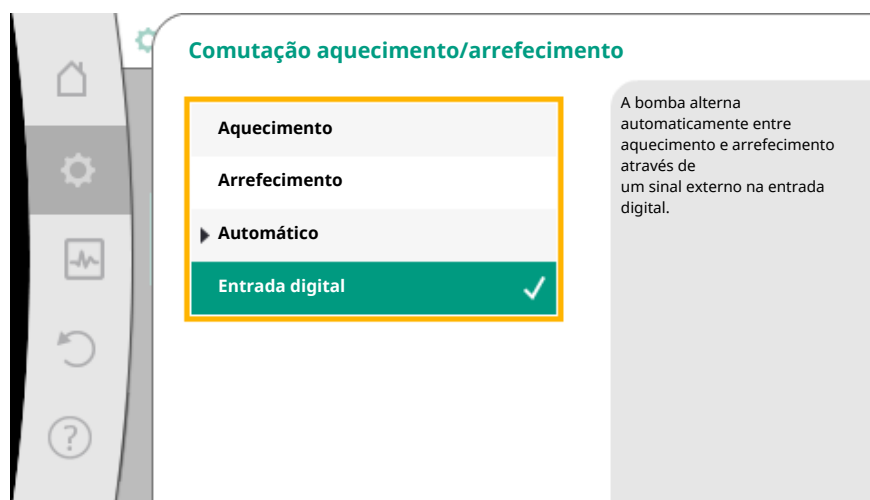 Comutação aquecimento/arrefecimento
Aquecimento
Arrefecimento
Automático
Entrada digital
A bomba alterna
automaticamente entre
aquecimento e arrefecimento
através de
um sinal externo na entrada
digital.
?